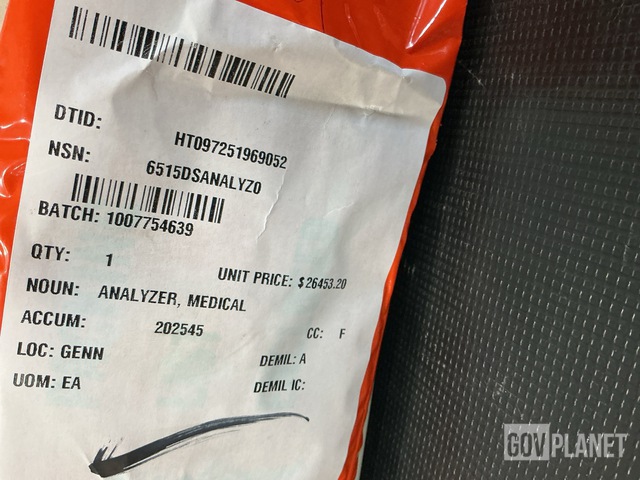 DTID: HT097251969052
NSN: 6515DSANALYZ0
BATCH: 1007754639
QTY: 1 UNIT PRICE: $26453.20
NOUN: ANALYZER, MEDICAL
ACCUM: 202545 CC: F
LOC: GENN DEMIL: A
UOM: EA DEMIL IC:
GOVPLANET